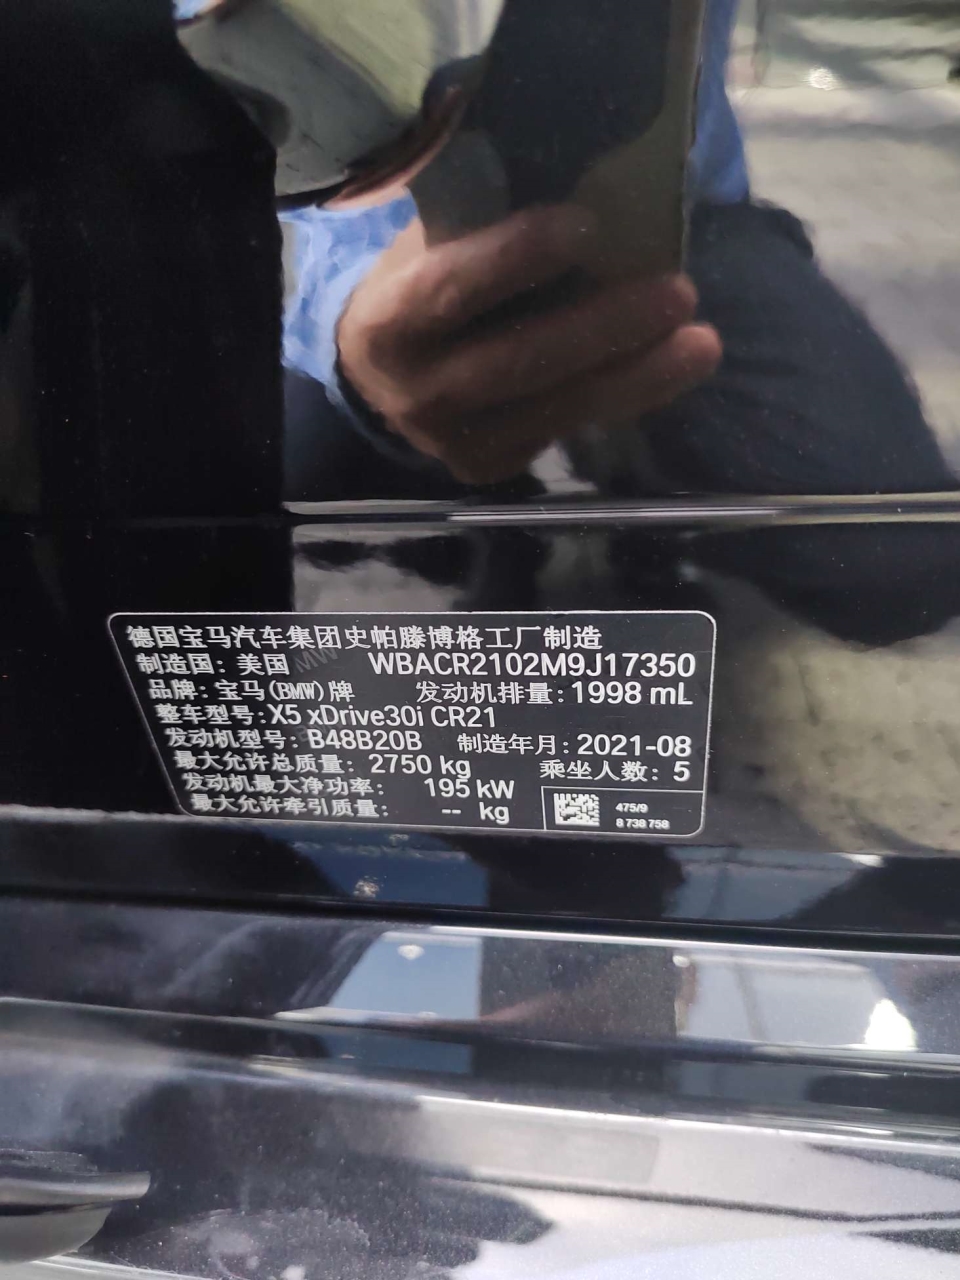 德国宝马汽车集团史帕滕博格工厂制造
制造国: 美国 WBACR2102M9J17350
品牌: 宝马(BMW)牌 发动机排量: 1998 mL
整车型号: X5 xDrive30i CR21
发动机型号: B48B20B 制造年月: 2021-08
最大允许总质量: 2750 kg 乘坐人数: 5
发动机最大净功率: 195 kW
最大允许牵引质量: -- kg
475/9
8 738 758